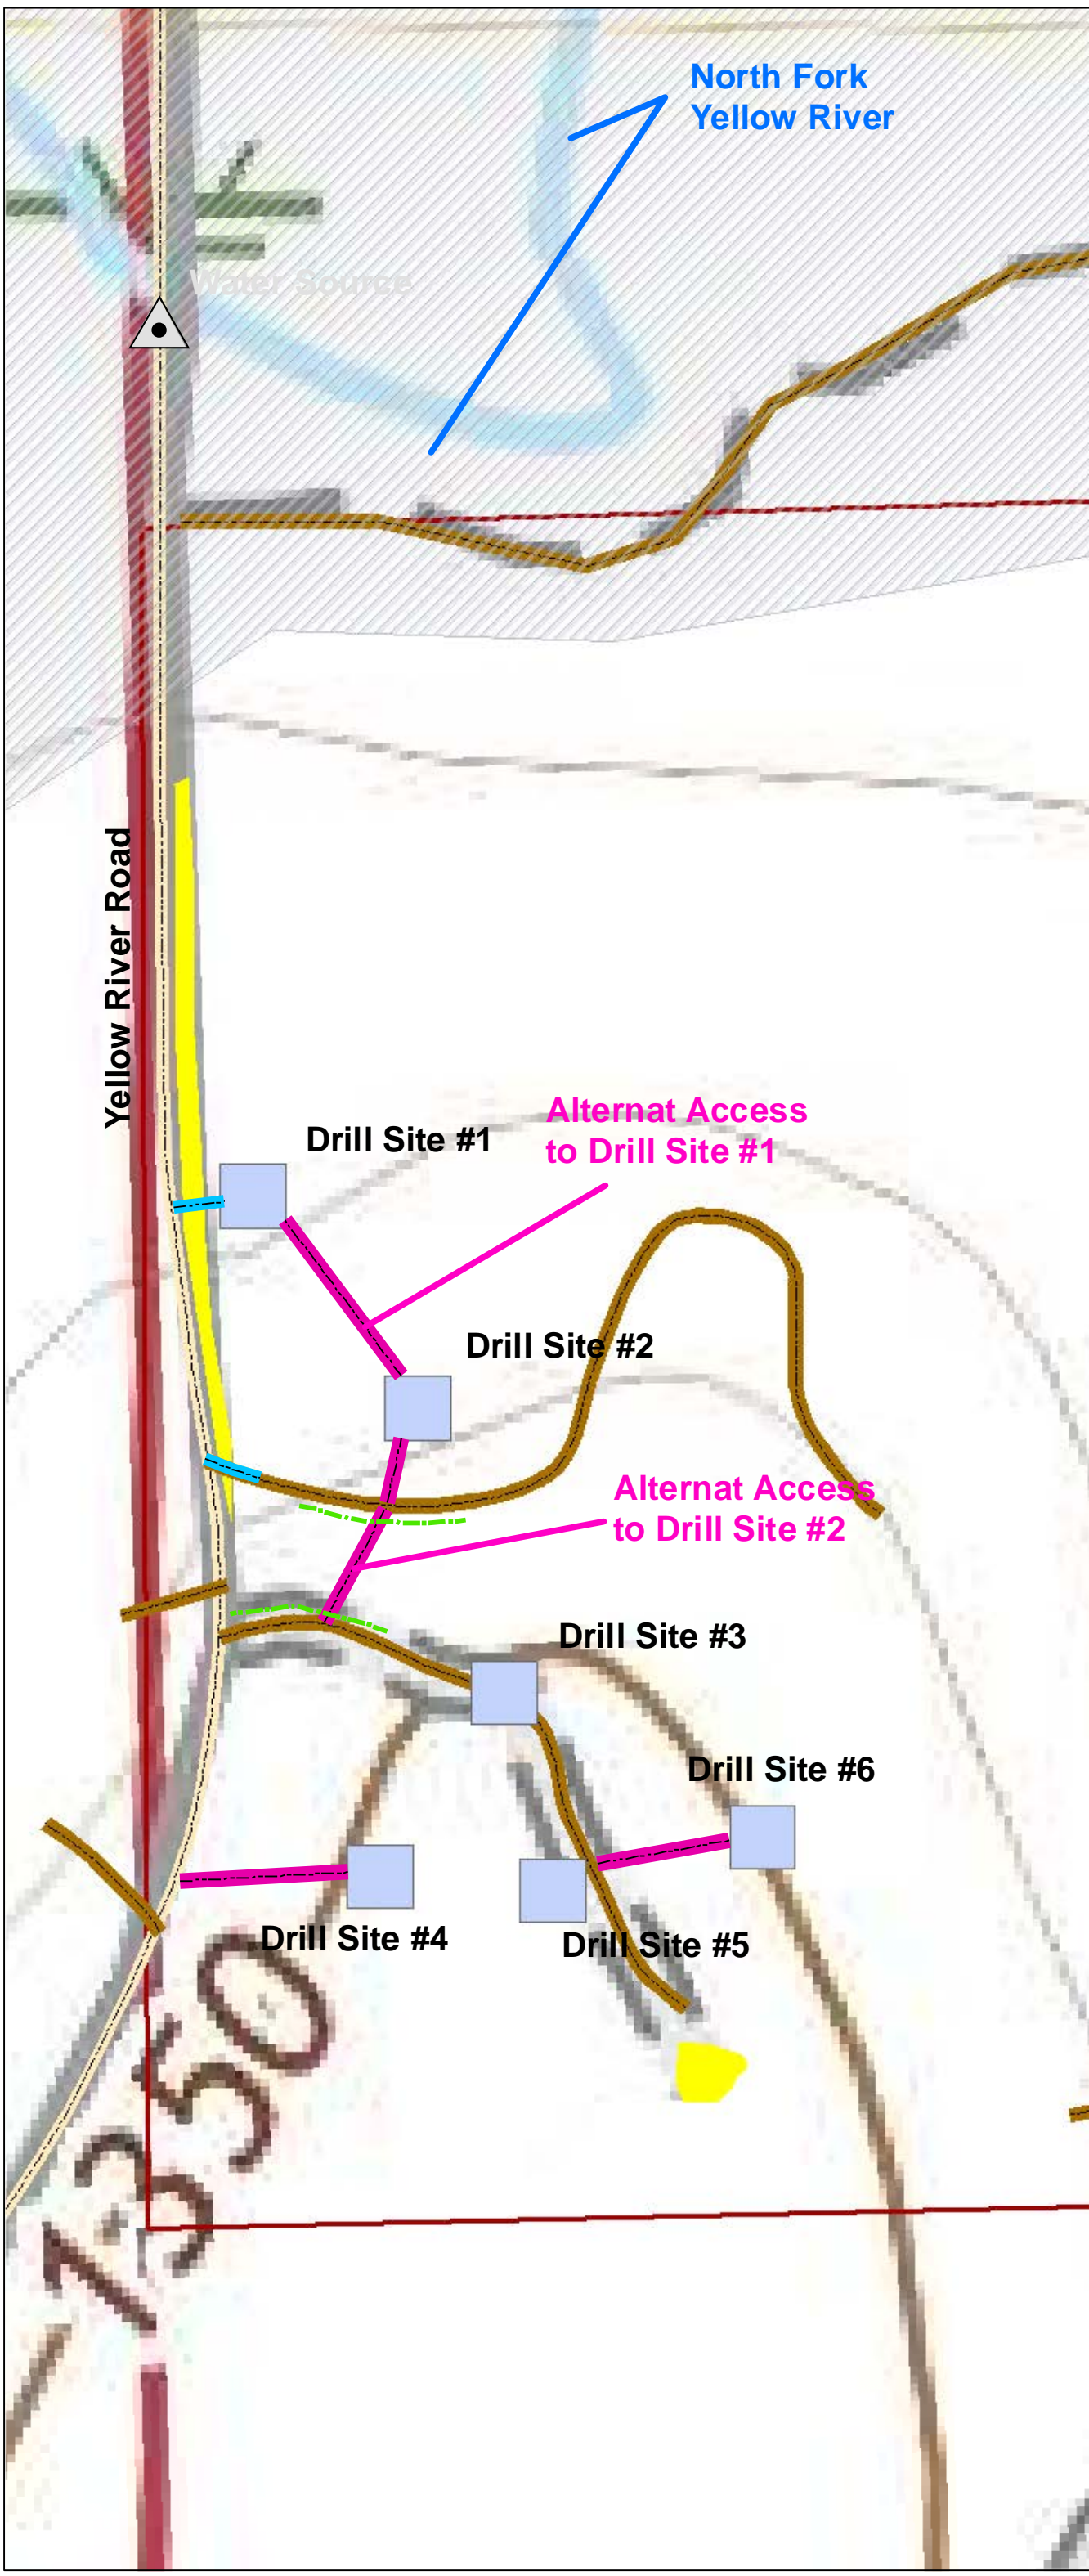 North Fork
Yellow River
Water Source
Yellow River Road
Alternat Access
to Drill Site #1
Drill Site #1
Drill Site #2
Alternat Access
to Drill Site #2
Drill Site #3
Drill Site #6
Drill Site #4
Drill Site #5
1350